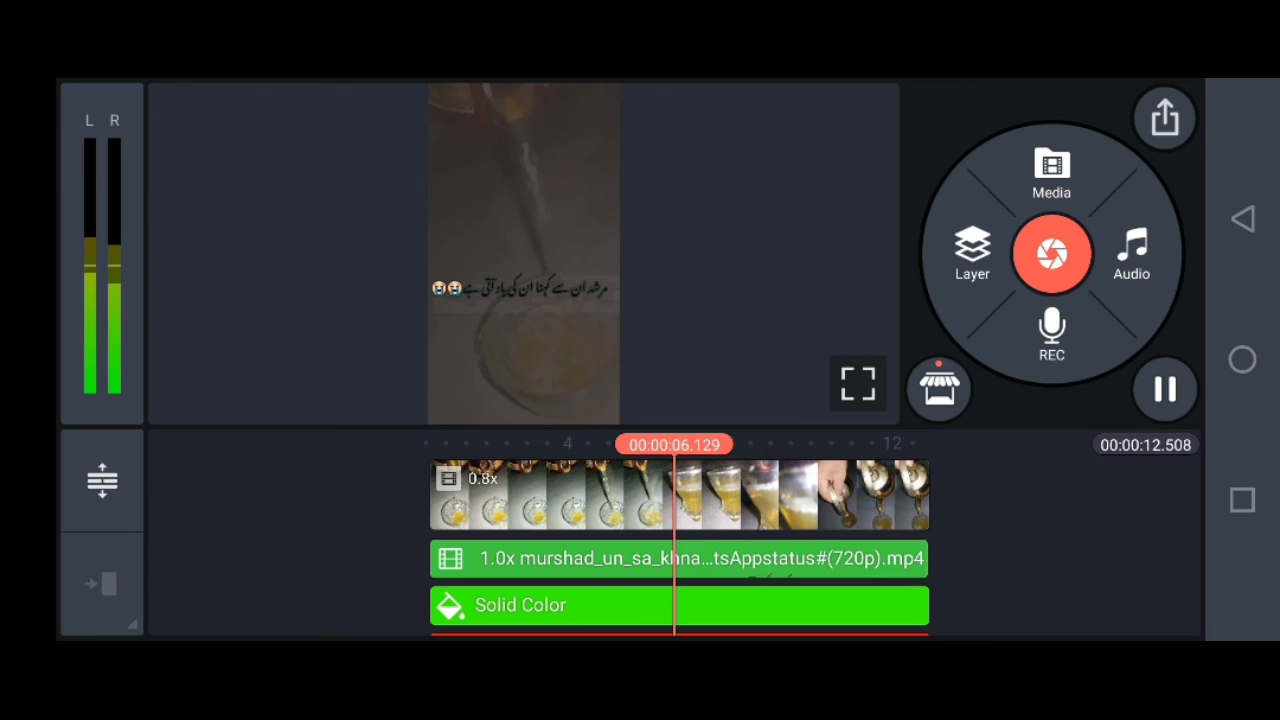 L R
Media
Layer
Audio
REC
مرشد ان سے کہنا ان کی یاد آتی ہے😭😭
4
00:00:06.129
12
00:00:12.508
0.8x
1.0x murshad_un_sa_khna...tsAppstatus#(720p).mp4
Solid Color